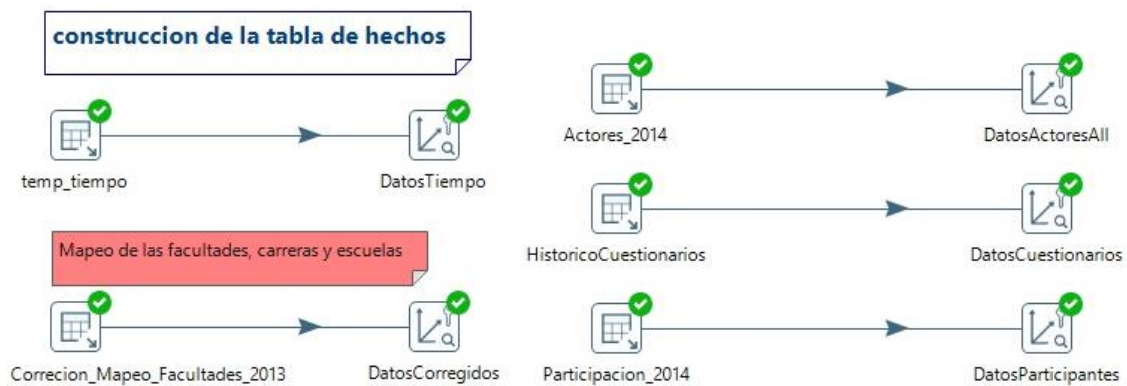 construccion de la tabla de hechos
temp_tiempo
DatosTiempo
Mapeo de las facultades, carreras y escuelas
Correcion_Mapeo_Facultades_2013
DatosCorregidos
Actores_2014
DatosActoresAll
HistoricoCuestionarios
DatosCuestionarios
Participacion_2014
DatosParticipantes